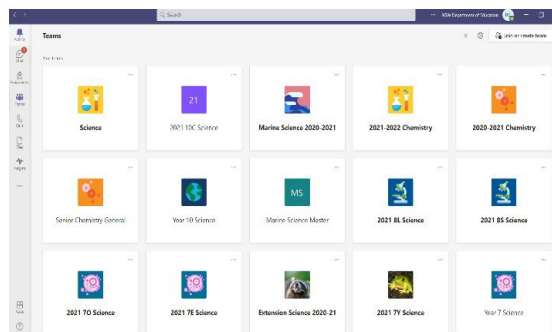 Search
NSW Department of Education
Teams
Join or create team
Your teams
Teams
Science
21
2021 10C Science
Marine Science 2020-2021
2021-2022 Chemistry
2020-2021 Chemistry
Senior Chemistry General
Year 10 Science
MS
Marine Science Master
2021 8L Science
2021 8S Science
2021 7O Science
2021 7E Science
Extension Science 2020-21
2021 7Y Science
Year 7 Science